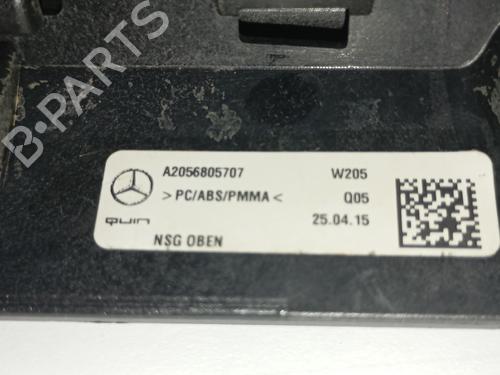 B-PARTS
A2056805707 W205
>PC/ABS/PMMA< Q05
QUIN 25.04.15
NSG OBEN